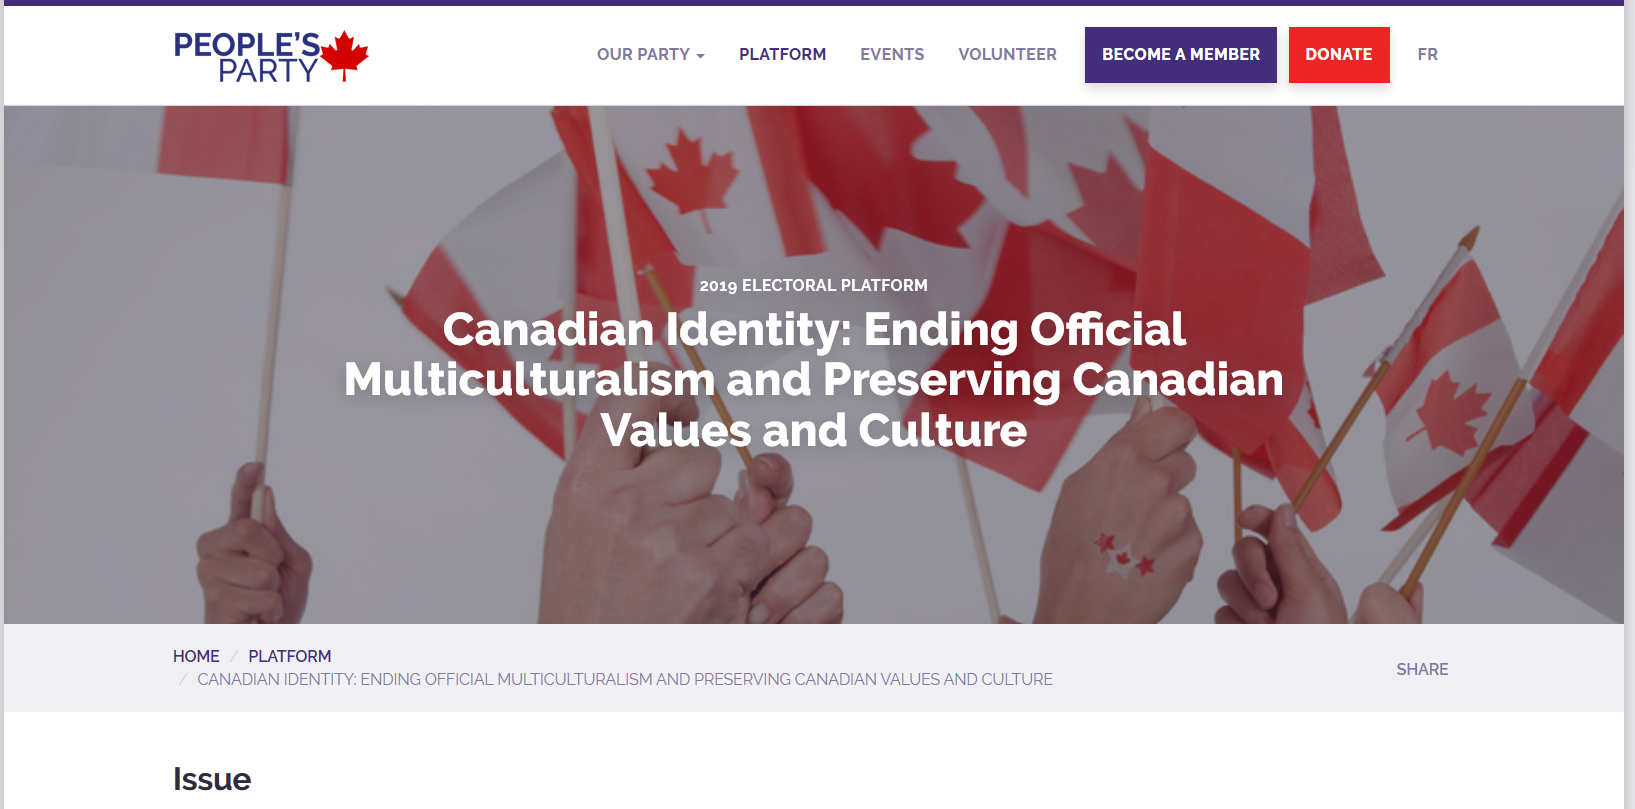 PEOPLE'S
PARTY
OUR PARTY
PLATFORM
EVENTS
VOLUNTEER
BECOME A MEMBER
DONATE
FR
2019 ELECTORAL PLATFORM
Canadian Identity: Ending Official
Multiculturalism and Preserving Canadian
Values and Culture
HOME / PLATFORM
/ CANADIAN IDENTITY: ENDING OFFICIAL MULTICULTURALISM AND PRESERVING CANADIAN VALUES AND CULTURE
SHARE
Issue